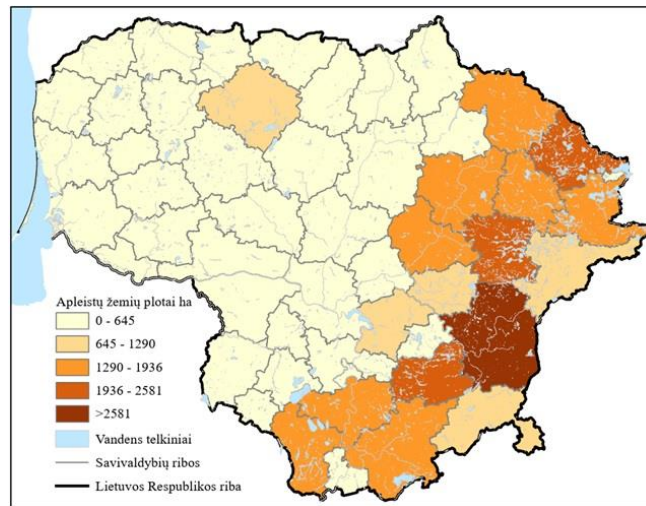 Apleistų žemių plotai ha
0 - 645
645 - 1290
1290 - 1936
1936 - 2581
>2581
Vandens telkiniai
Savivaldybių ribos
Lietuvos Respublikos riba